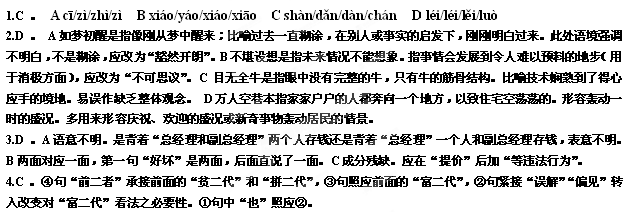 1.C 。 A cī/zì/zhì/zì   B xiáo/yáo/xiáo/xiāo   C shàn/dǎn/dàn/chán   D léi/léi/lěi/luò
2.D 。 A 如梦初醒是指像刚从梦中醒来；比喻过去一直糊涂，在别人或事实的启发下，刚刚明白过来。此处语境强调
不明白，不是糊涂，应改为“豁然开明”。B 不堪设想是指未来情况不能想象。指事情会发展到令人难以预料的地步（用
于消极方面），应改为“不可思议”。 C 目无全牛是指眼中没有完整的牛，只有牛的筋骨结构。比喻技术娴熟到了得心
应手的境地。易误作缺乏整体观念。 D 万人空巷本指家家户户的人都奔向一个地方，以致住宅空荡荡的。形容轰动一
时的盛况。多用来形容庆祝、欢迎的盛况或新奇事物轰动居民的情景。
3.D 。A 语意不明。是背着“总经理和副总经理”两个人存钱还是背着“总经理”一个人和副总经理存钱，表意不明。
B 两面对应一面，第一句“好坏”是两面，后面直说了一面。C 成分残缺。应在“提价”后加“等违法行为”。
4.C 。④句“前二者”承接前面的“贫二代”和“拼二代”，③句照应前面的“富二代”，②句紧接“误解”“偏见”转
入改变对“富二代”看法之必要性。①句中“也”照应②。